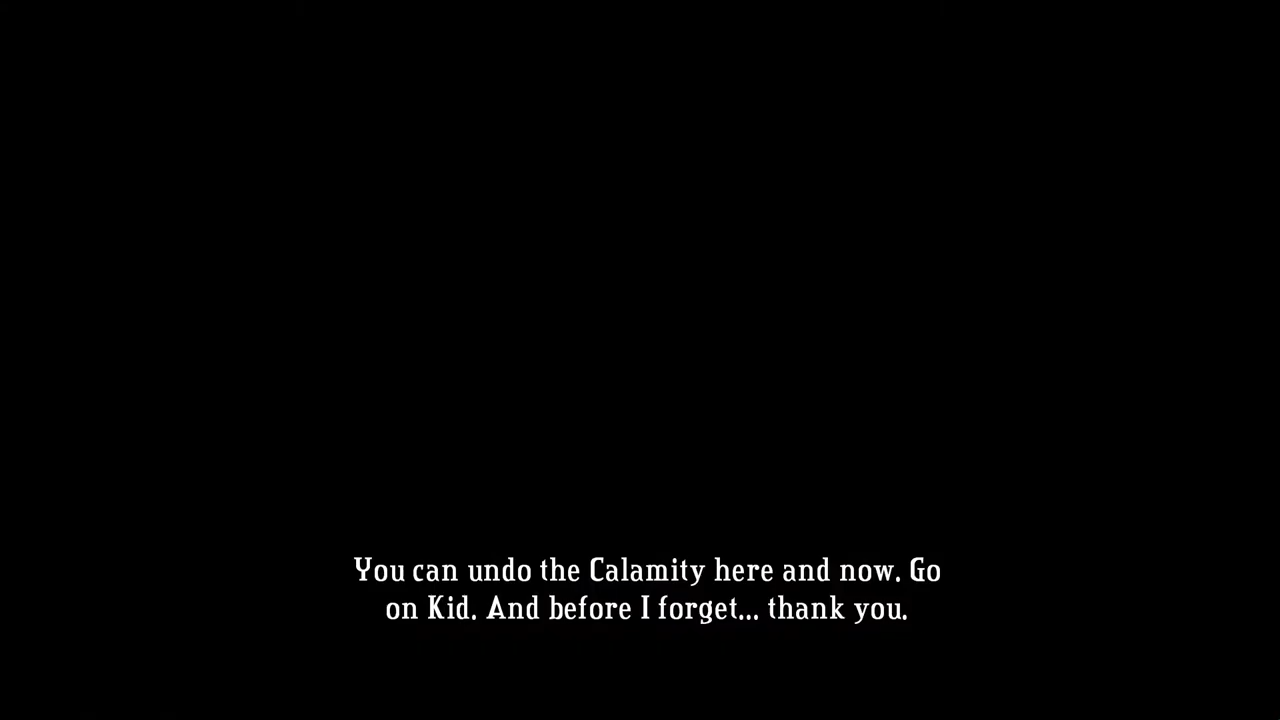 You can undo the Calamity here and now. Go
on Kid. And before I forget... thank you.